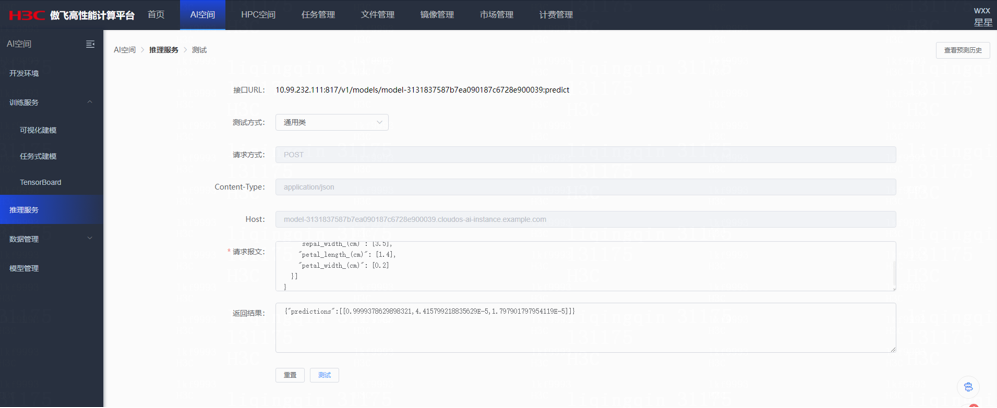 H3C 傲飞高性能计算平台 首页 AI空间 HPC空间 任务管理 文件管理 镜像管理 市场管理 计费管理
wxx
星星
AI空间
AI空间 > 推理服务 > 测试
查看预测历史
开发环境
训练服务
可视化建模
任务式建模
TensorBoard
推理服务
数据管理
模型管理
接口URL: 10.99.232.111:817/v1/models/model-3131837587b7ea090187c6728e900039:predict
测试方式: 通用类
请求方式: POST
Content-Type: application/json
Host: model-3131837587b7ea090187c6728e900039.cloudos-ai-instance.example.com
* 请求报文: "sepal_width_(cm)": [3.5],
"petal_length_(cm)": [1.4],
"petal_width_(cm)": [0.2]
}]
}
返回结果: {"predictions":[[0.9999378629898321,4.415799218835629E-5,1.797901797954119E-5]]}
重置 测试